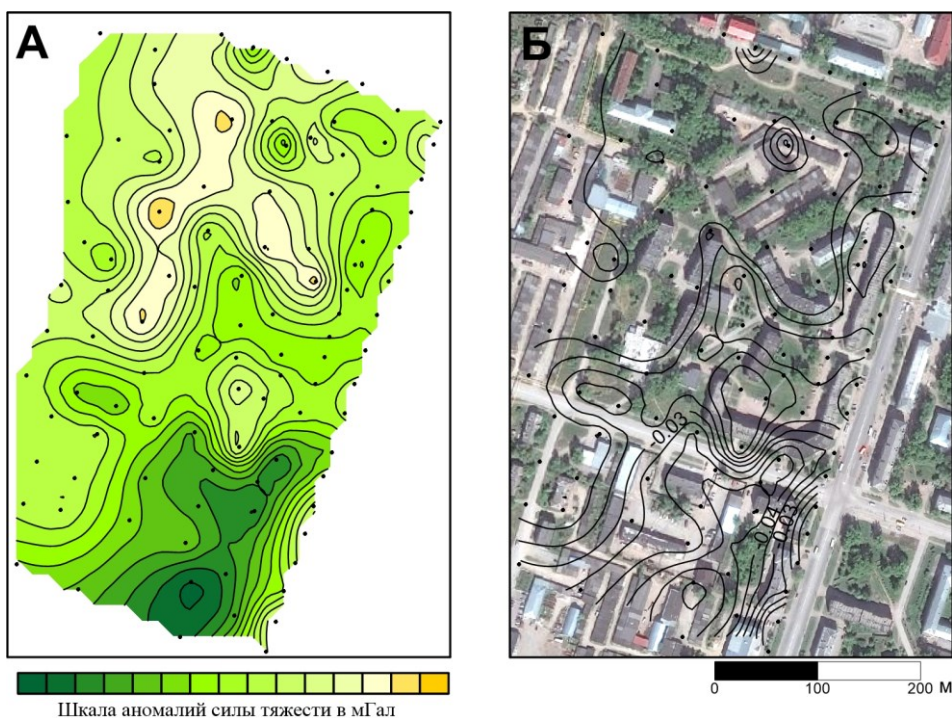 А
Б
-0.03
-0.04
-0.03
Шкала аномалий силы тяжести в мГал
0 100 200 м